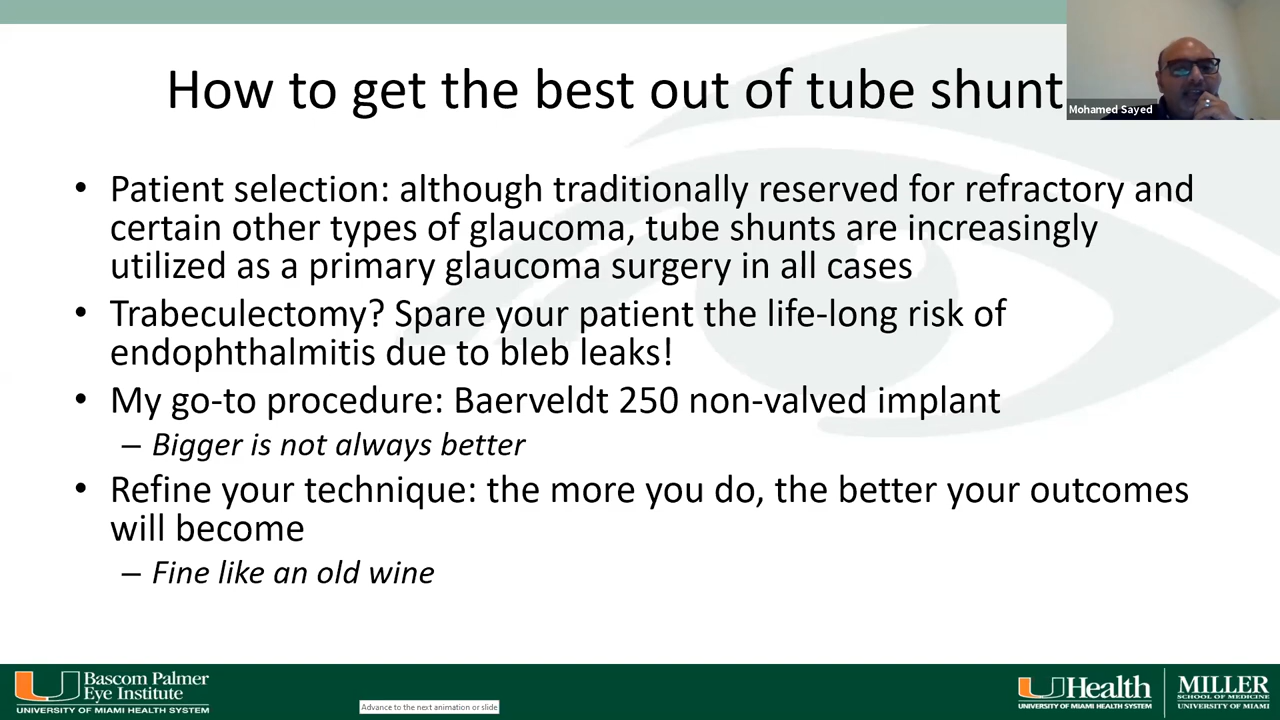 How to get the best out of tube shunt
Mohamed Sayed
• Patient selection: although traditionally reserved for refractory and
certain other types of glaucoma, tube shunts are increasingly
utilized as a primary glaucoma surgery in all cases
• Trabeculectomy? Spare your patient the life-long risk of
endophthalmitis due to bleb leaks!
• My go-to procedure: Baerveldt 250 non-valved implant
– Bigger is not always better
• Refine your technique: the more you do, the better your outcomes
will become
– Fine like an old wine
Bascom Palmer
Eye Institute
UNIVERSITY OF MIAMI HEALTH SYSTEM
Advance to the next animation or slide
UHealth
UNIVERSITY OF MIAMI HEALTH SYSTEM
MILLER
SCHOOL OF MEDICINE
UNIVERSITY OF MIAMI